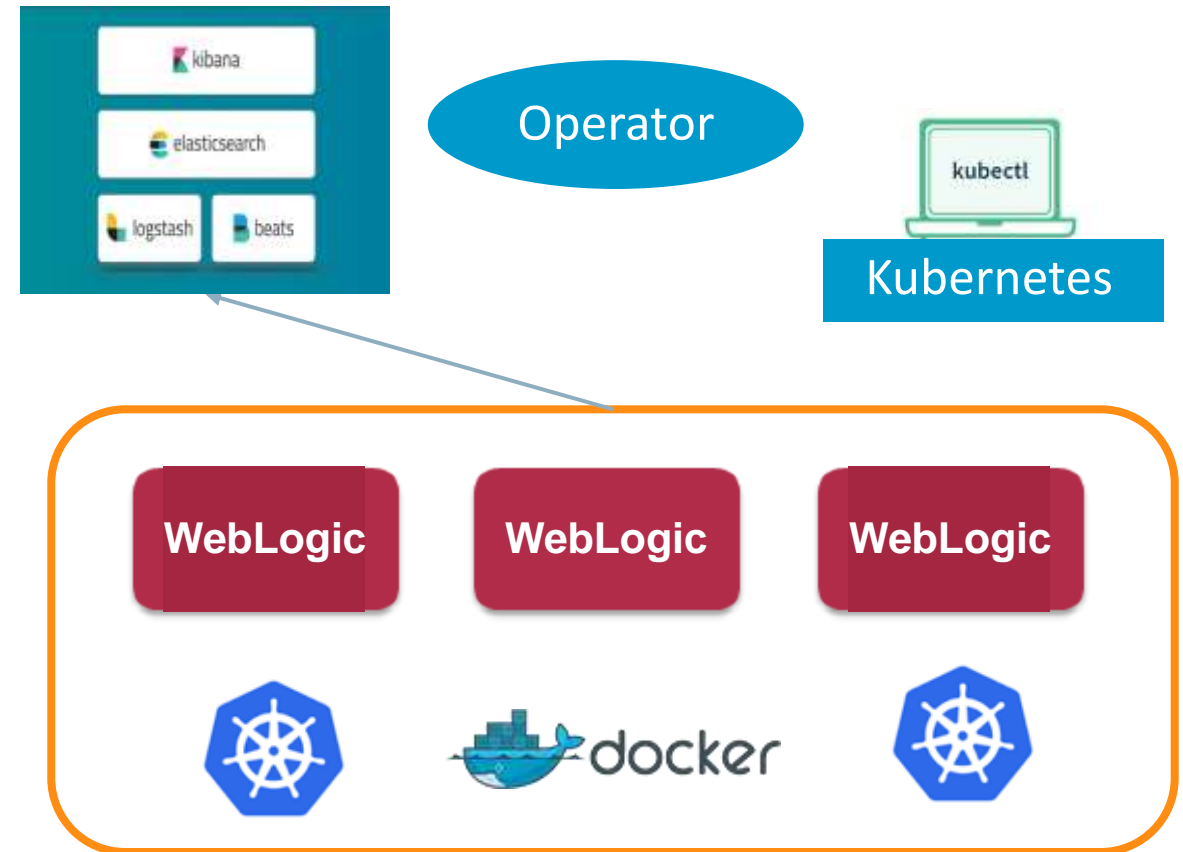 kibana
elasticsearch
logstash
beats
Operator
kubectl
Kubernetes
WebLogic
WebLogic
WebLogic
docker